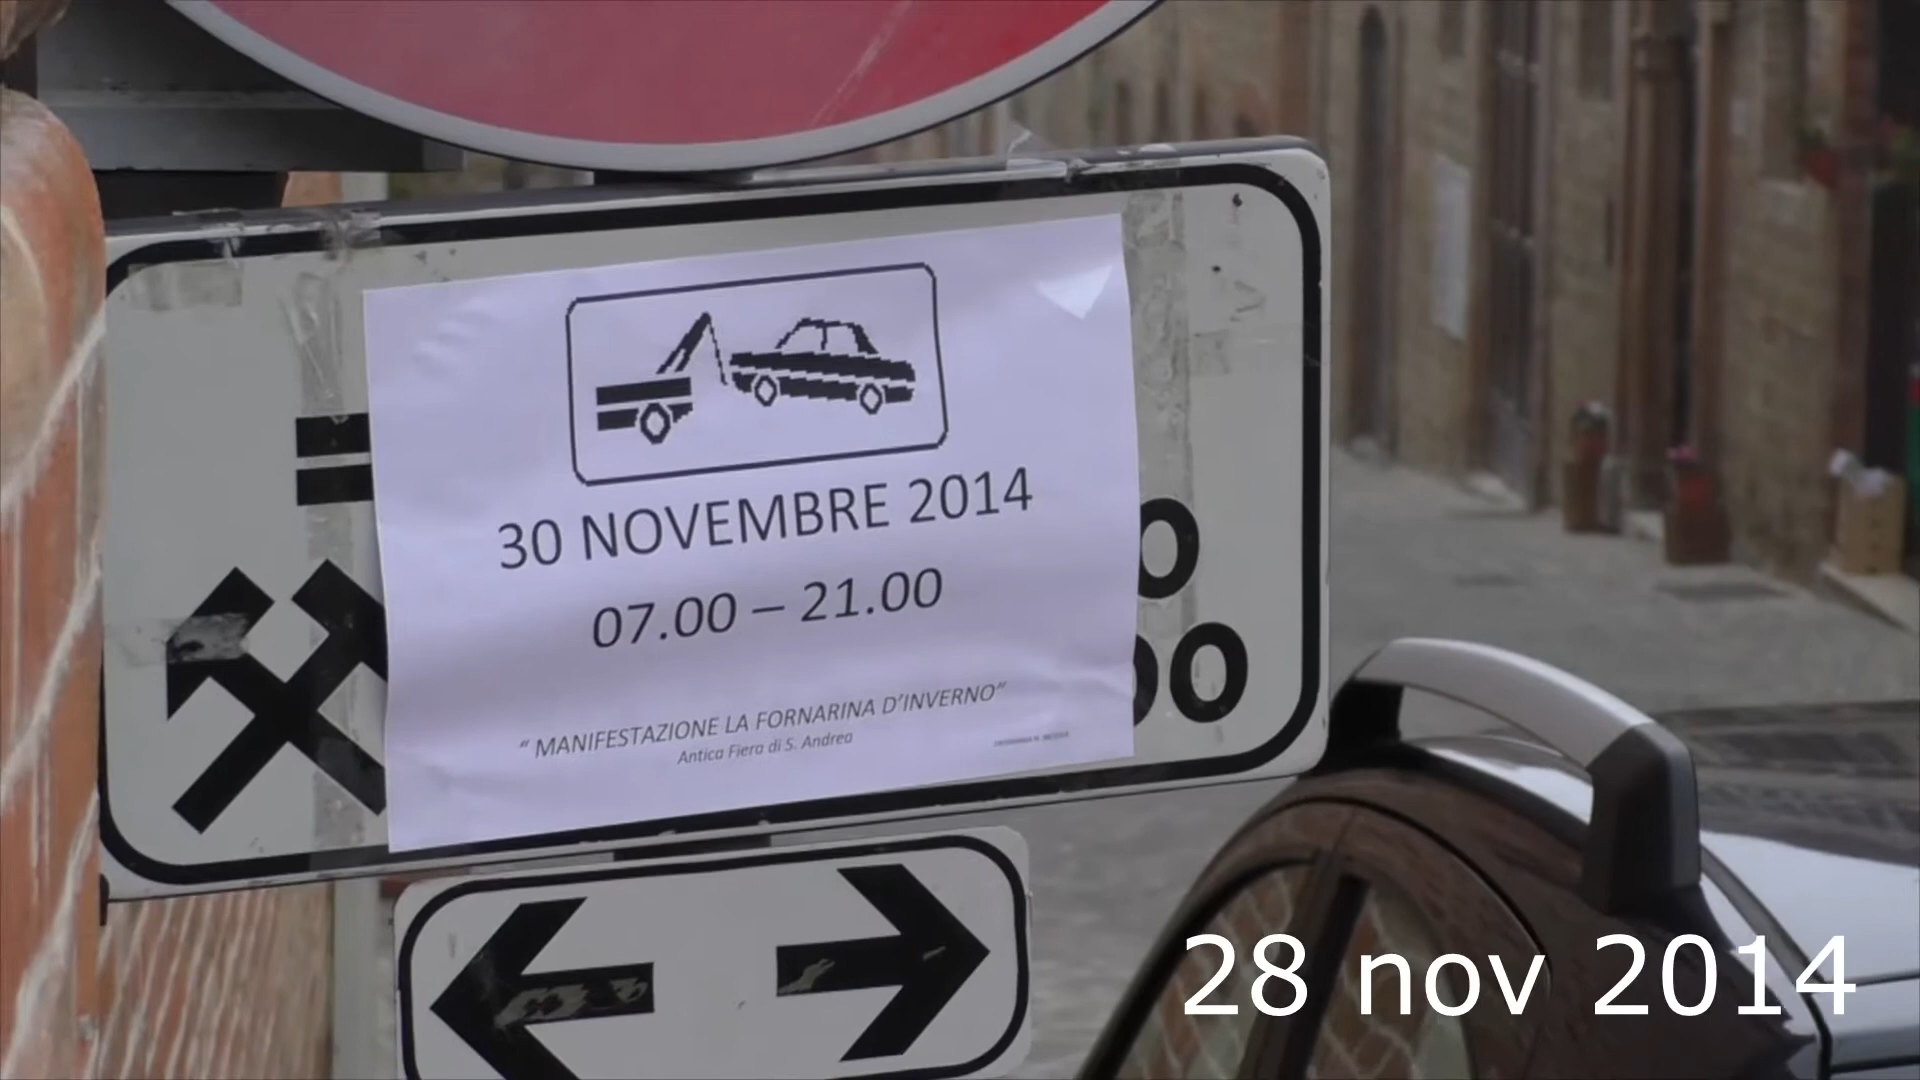 30 NOVEMBRE 2014
07.00 – 21.00
" MANIFESTAZIONE LA FORNARINA D'INVERNO"
Antica Fiera di S. Andrea
28 nov 2014